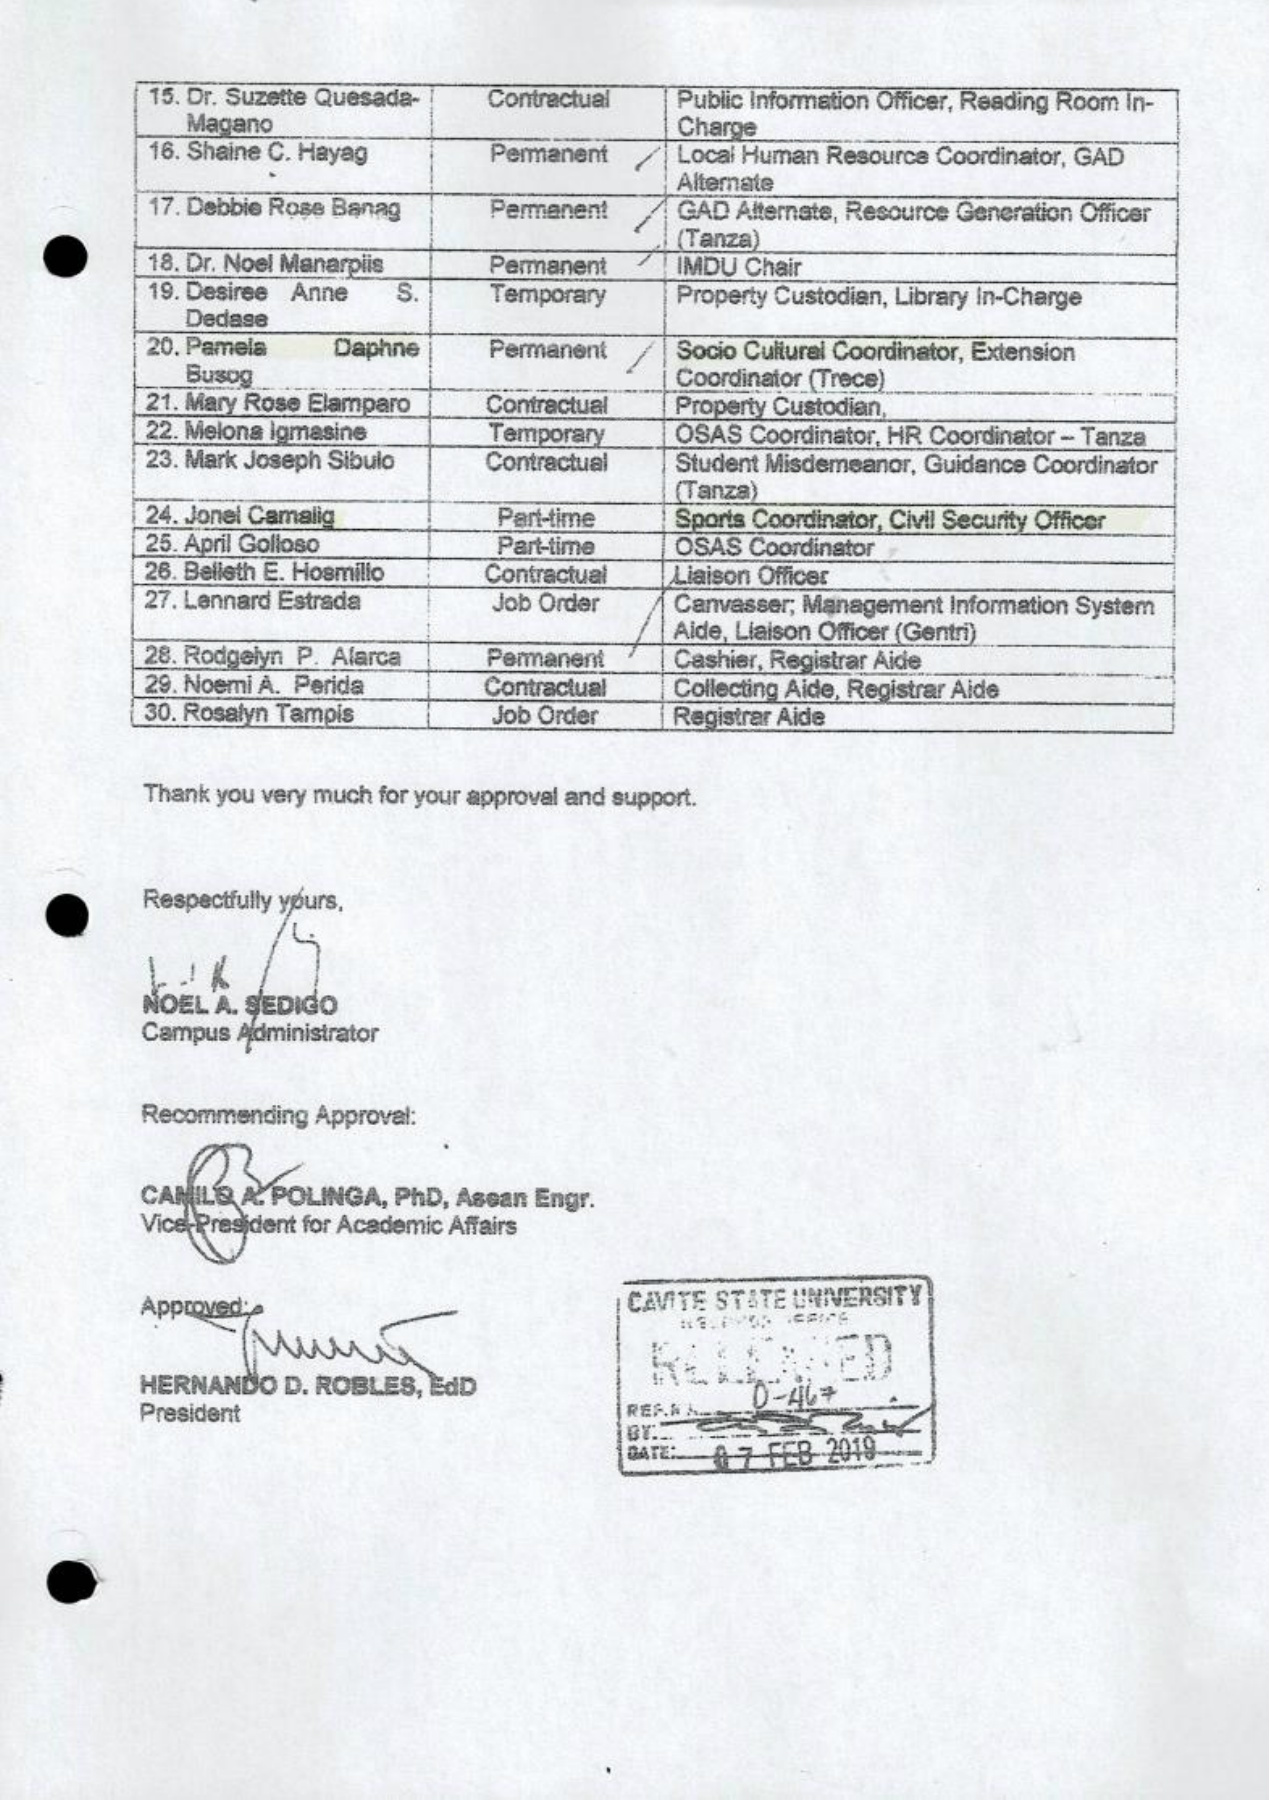 15. Dr. Suzette Quesada- Contractual Public Information Officer, Reading Room In-
Magano Charge
16. Shaine C. Hayag Permanent Local Human Resource Coordinator, GAD
Alternate
17. Debbie Rose Banag Permanent GAD Alternate, Resource Generation Officer
(Tanza)
18. Dr. Noel Manarpiis Permanent IMDU Chair
19. Desiree Anne S. Temporary Property Custodian, Library In-Charge
Dedase
20. Pamela Daphne Permanent Socio Cultural Coordinator, Extension
Busog Coordinator (Trece)
21. Mary Rose Elamparo Contractual Property Custodian,
22. Melona Igmasine Temporary OSAS Coordinator, HR Coordinator – Tanza
23. Mark Joseph Sibulo Contractual Student Misdemeanor, Guidance Coordinator
(Tanza)
24. Jonel Camalig Part-time Sports Coordinator, Civil Security Officer
25. April Golloso Part-time OSAS Coordinator
26. Belleth E. Hosmillo Contractual Liaison Officer
27. Lennard Estrada Job Order Canvasser; Management Information System
Aide, Liaison Officer (Gentri)
28. Rodgelyn P. Alarca Permanent Cashier, Registrar Aide
29. Noemi A. Perida Contractual Collecting Aide, Registrar Aide
30. Rosalyn Tampis Job Order Registrar Aide
Thank you very much for your approval and support.
Respectfully yours,
NOEL A. SEDIGO
Campus Administrator
Recommending Approval:
CAMILO A. POLINGA, PhD, Asean Engr.
Vice-President for Academic Affairs
Approved:
HERNANDO D. ROBLES, EdD
President
CAVITE STATE UNIVERSITY
RELEASED
0-467
BY:
DATE: 07 FEB 2019